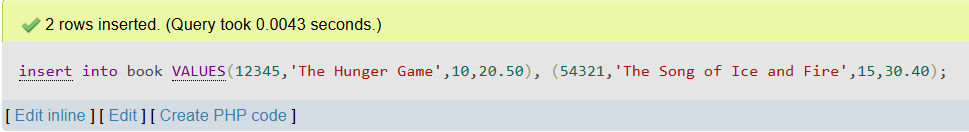 2 rows inserted. (Query took 0.0043 seconds.)
insert into book VALUES(12345,'The Hunger Game',10,20.50), (54321,'The Song of Ice and Fire',15,30.40);
[ Edit inline ] [ Edit ] [ Create PHP code ]